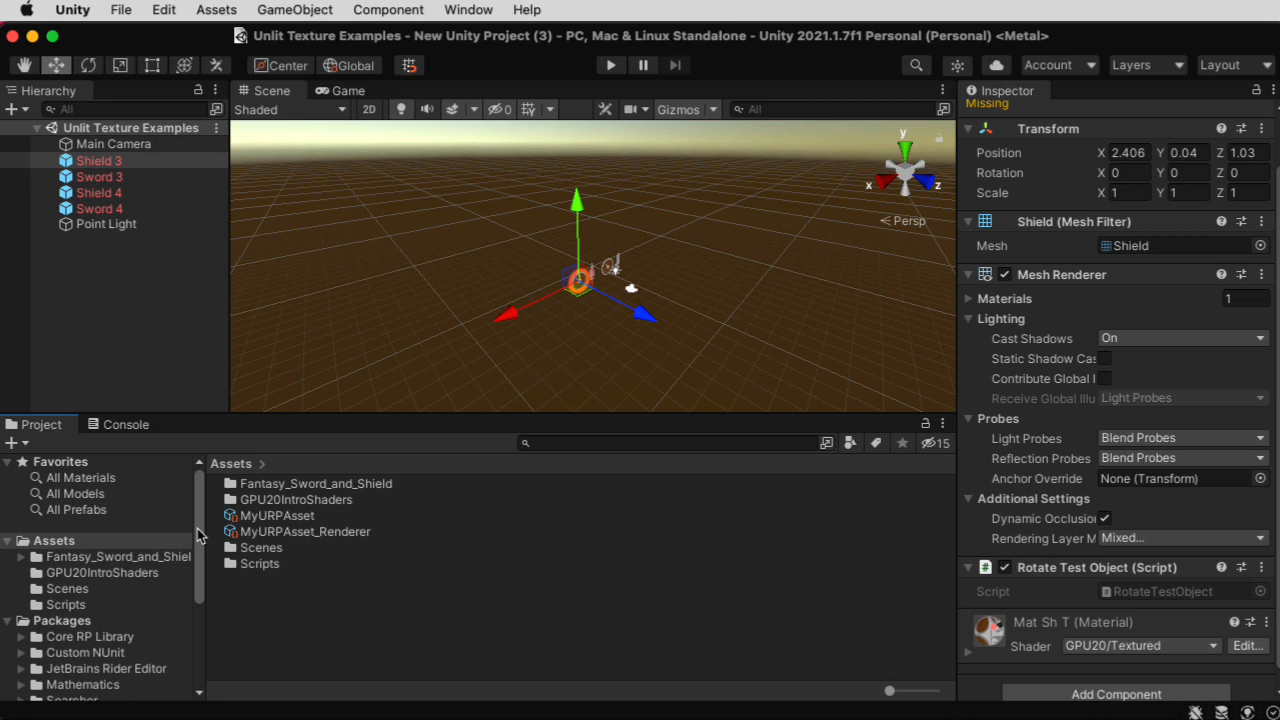 Unity File Edit Assets GameObject Component Window Help
Unlit Texture Examples - New Unity Project (3) - PC, Mac & Linux Standalone - Unity 2021.1.7f1 Personal (Personal) <Metal>
Center Global Account Layers Layout
Hierarchy
All
Unlit Texture Examples
Main Camera
Shield 3
Sword 3
Shield 4
Sword 4
Point Light
Scene Game
Shaded 2D 0 Gizmos All
y
x
z
Persp
Inspector
Missing
Transform
Position X 2.406 Y 0.04 Z 1.03
Rotation X 0 Y 0 Z 0
Scale X 1 Y 1 Z 1
Shield (Mesh Filter)
Mesh Shield
Mesh Renderer
Materials 1
Lighting
Cast Shadows On
Static Shadow Cas
Contribute Global I
Receive Global Illu Light Probes
Probes
Light Probes Blend Probes
Reflection Probes Blend Probes
Anchor Override None (Transform)
Additional Settings
Dynamic Occlusion
Rendering Layer M Mixed...
Rotate Test Object (Script)
Script RotateTestObject
Mat Sh T (Material)
Shader GPU20/Textured Edit...
Add Component
Project Console
15
Favorites
All Materials
All Models
All Prefabs
Assets
Fantasy_Sword_and_Shiel
GPU20IntroShaders
Scenes
Scripts
Packages
Core RP Library
Custom NUnit
JetBrains Rider Editor
Mathematics
Searcher
Assets
Fantasy_Sword_and_Shield
GPU20IntroShaders
MyURPAsset
MyURPAsset_Renderer
Scenes
Scripts